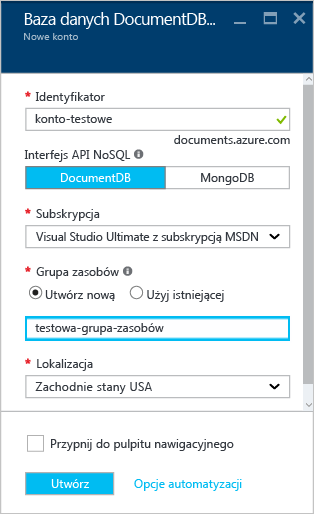 Baza danych DocumentDB...
Nowe konto
* Identyfikator
konto-testowe
documents.azure.com
Interfejs API NoSQL
DocumentDB MongoDB
* Subskrypcja
Visual Studio Ultimate z subskrypcją MSDN
* Grupa zasobów
Utwórz nową Użyj istniejącej
testowa-grupa-zasobów
* Lokalizacja
Zachodnie stany USA
Przypnij do pulpitu nawigacyjnego
Utwórz Opcje automatyzacji